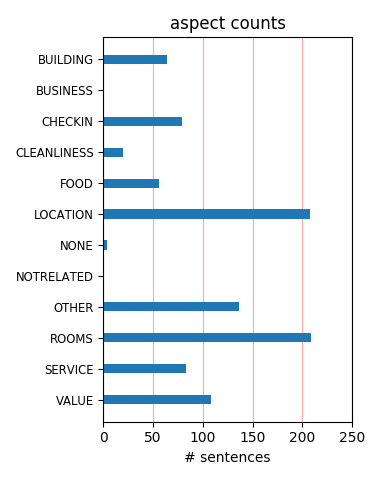 aspect counts
BUILDING
BUSINESS
CHECKIN
CLEANLINESS
FOOD
LOCATION
NONE
NOTRELATED
OTHER
ROOMS
SERVICE
VALUE
0 50 100 150 200 250
# sentences